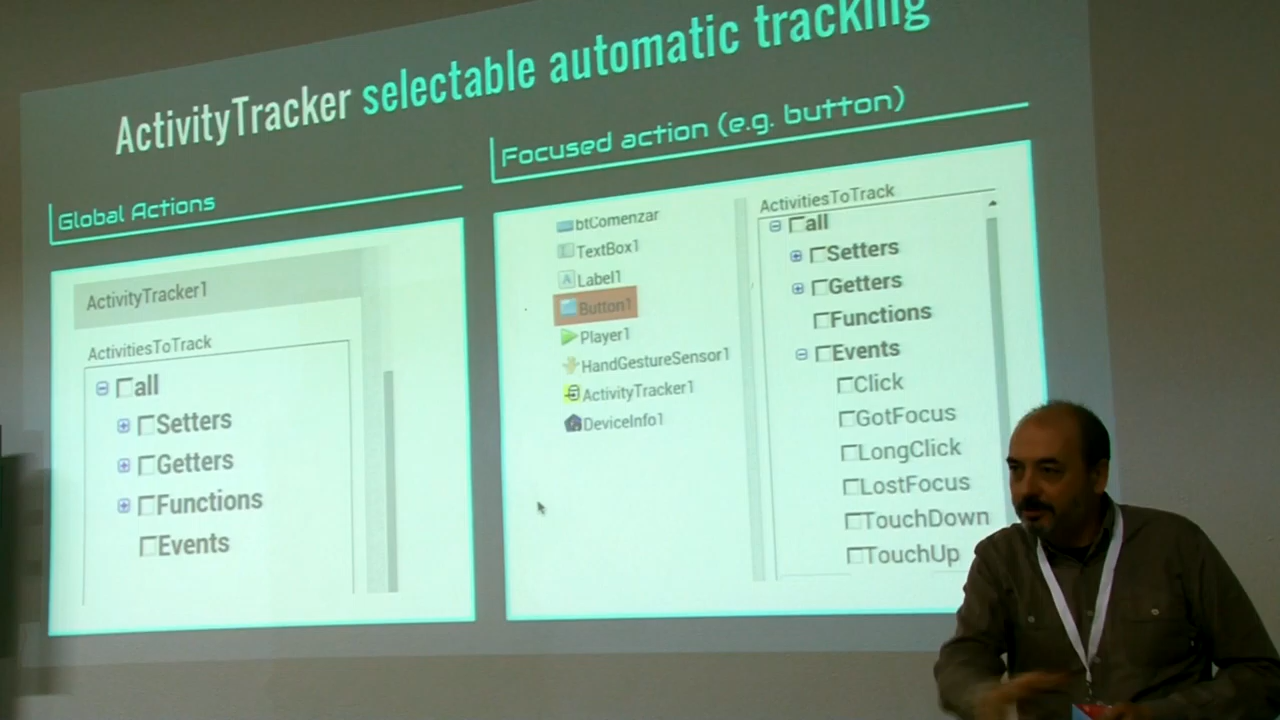 ActivityTracker selectable automatic tracking
Global Actions
ActivityTracker1
ActivitiesToTrack
all
Setters
Getters
Functions
Events
Focused action (e.g. button)
btComenzar
TextBox1
Label1
Button1
Player1
HandGestureSensor1
ActivityTracker1
DeviceInfo1
ActivitiesToTrack
all
Setters
Getters
Functions
Events
Click
GotFocus
LongClick
LostFocus
TouchDown
TouchUp